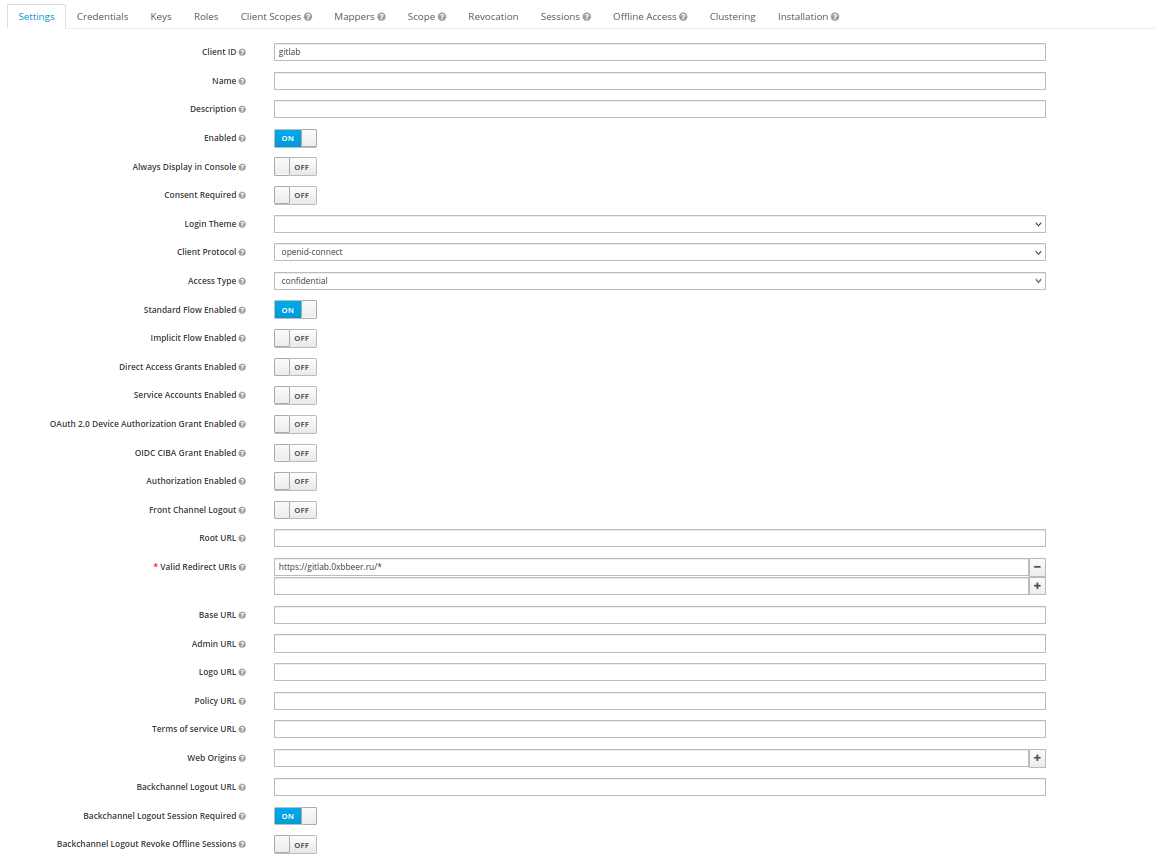 Settings Credentials Keys Roles Client Scopes Mappers Scope Revocation Sessions Offline Access Clustering Installation
Client ID gitlab
Name
Description
Enabled ON
Always Display in Console OFF
Consent Required OFF
Login Theme
Client Protocol openid-connect
Access Type confidential
Standard Flow Enabled ON
Implicit Flow Enabled OFF
Direct Access Grants Enabled OFF
Service Accounts Enabled OFF
OAuth 2.0 Device Authorization Grant Enabled OFF
OIDC CIBA Grant Enabled OFF
Authorization Enabled OFF
Front Channel Logout OFF
Root URL
* Valid Redirect URIs https://gitlab.0xbbeer.ru/*
Base URL
Admin URL
Logo URL
Policy URL
Terms of service URL
Web Origins
Backchannel Logout URL
Backchannel Logout Session Required ON
Backchannel Logout Revoke Offline Sessions OFF